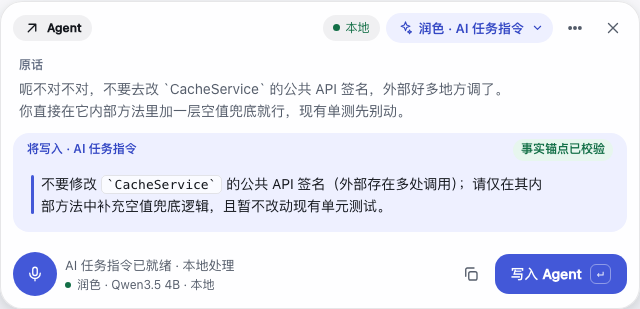 Agent
本地
润色 · AI 任务指令
原话
呃不对不对，不要去改 `CacheService` 的公共 API 签名，外部好多地方调了。
你直接在它内部方法里加一层空值兜底就行，现有单测先别动。
将写入 · AI 任务指令
事实锚点已校验
不要修改 `CacheService` 的公共 API 签名（外部存在多处调用）；请仅在其内
部方法中补充空值兜底逻辑，且暂不改动现有单元测试。
AI 任务指令已就绪 · 本地处理
润色 · Qwen3.5 4B · 本地
写入 Agent